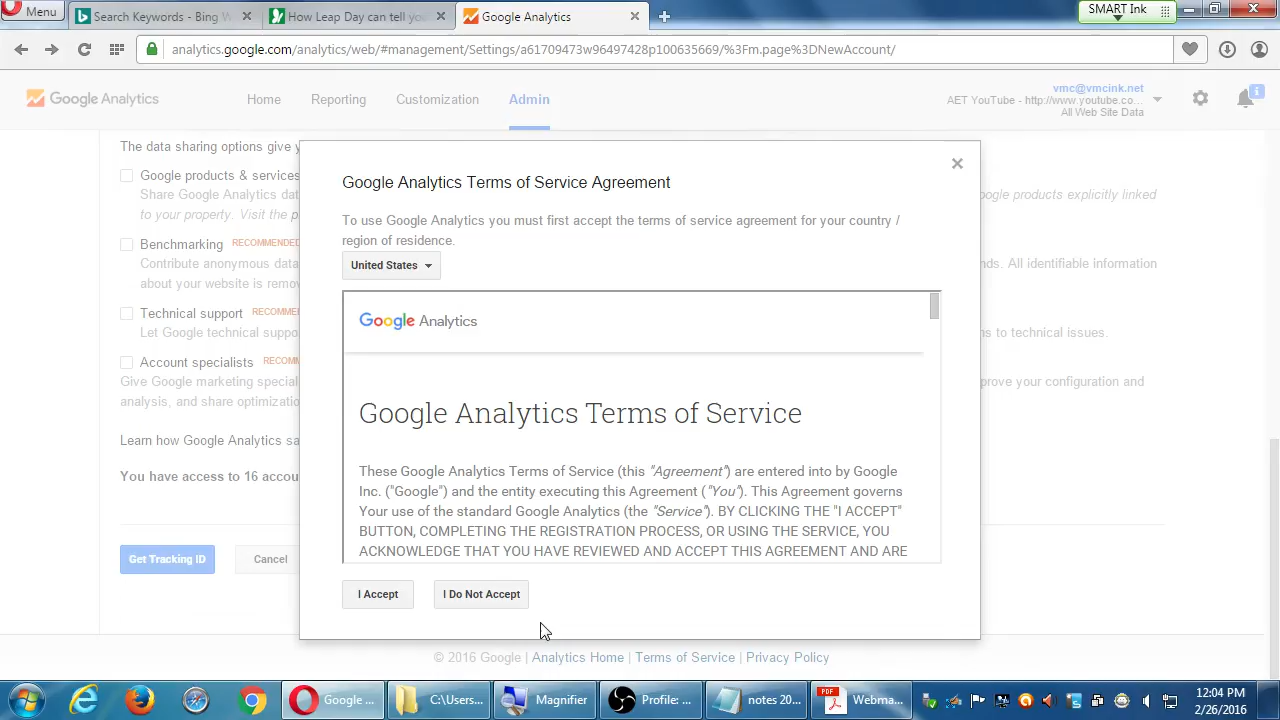 Menu
Search Keywords - Bing W
How Leap Day can tell you
Google Analytics
SMART Ink
analytics.google.com/analytics/web/#management/Settings/a61709473w96497428p100635669/%3Fm.page%3DNewAccount/
Google Analytics
Home
Reporting
Customization
Admin
vmc@vmcink.net
AET YouTube - http://www.youtube.co...
All Web Site Data
The data sharing options give y
Google products & services
Share Google Analytics dat
oogle products explicitly linked
to your property. Visit the p
Benchmarking RECOMMENDED
Contribute anonymous data
nds. All identifiable information
about your website is remo
Technical support RECOMME
Let Google technical suppo
ns to technical issues.
Account specialists RECOM
Give Google marketing special
prove your configuration and
analysis, and share optimizatio
Learn how Google Analytics sa
You have access to 16 accou
Get Tracking ID
Cancel
Google Analytics Terms of Service Agreement
To use Google Analytics you must first accept the terms of service agreement for your country /
region of residence.
United States
Google Analytics
Google Analytics Terms of Service
These Google Analytics Terms of Service (this "Agreement") are entered into by Google
Inc. ("Google") and the entity executing this Agreement ("You"). This Agreement governs
Your use of the standard Google Analytics (the "Service"). BY CLICKING THE "I ACCEPT"
BUTTON, COMPLETING THE REGISTRATION PROCESS, OR USING THE SERVICE, YOU
ACKNOWLEDGE THAT YOU HAVE REVIEWED AND ACCEPT THIS AGREEMENT AND ARE
I Accept
I Do Not Accept
© 2016 Google | Analytics Home | Terms of Service | Privacy Policy
Google ...
C:\Users...
Magnifier
Profile: ...
notes 20...
PDF
Webma...
12:04 PM
2/26/2016